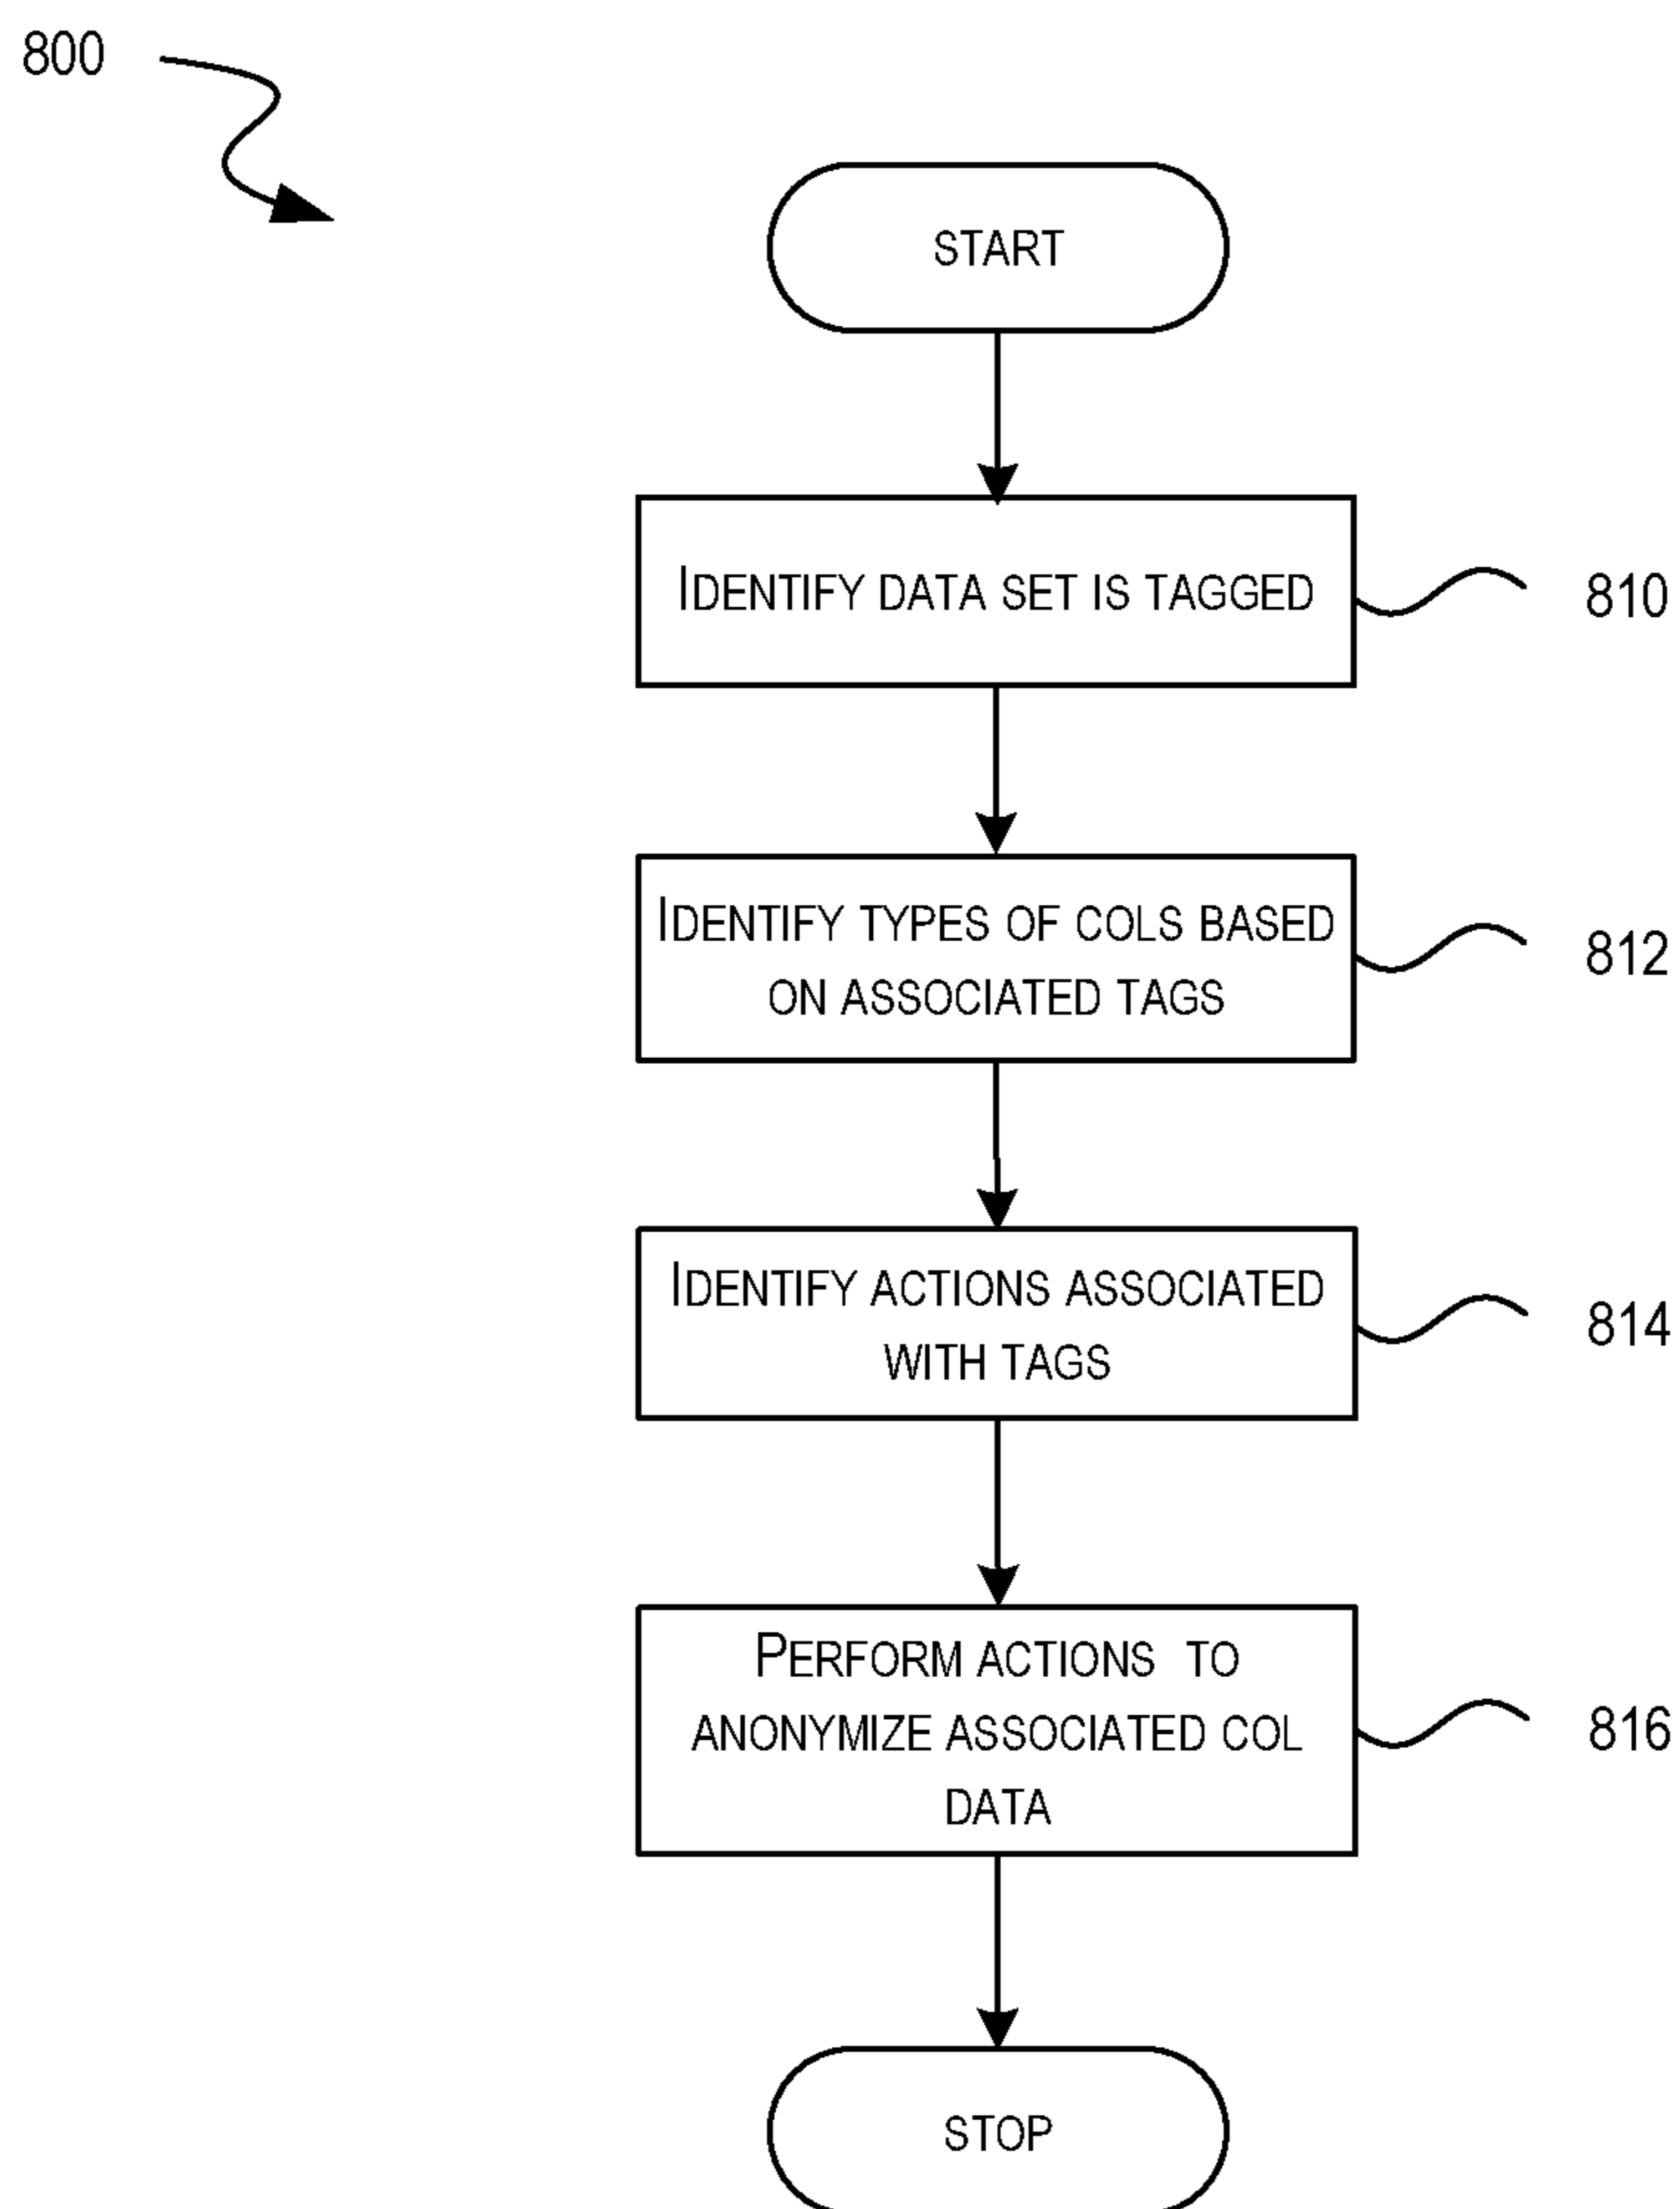 800
START
IDENTIFY DATA SET IS TAGGED
810
IDENTIFY TYPES OF COLS BASED
ON ASSOCIATED TAGS
812
IDENTIFY ACTIONS ASSOCIATED
WITH TAGS
814
PERFORM ACTIONS TO
ANONYMIZE ASSOCIATED COL
DATA
816
STOP